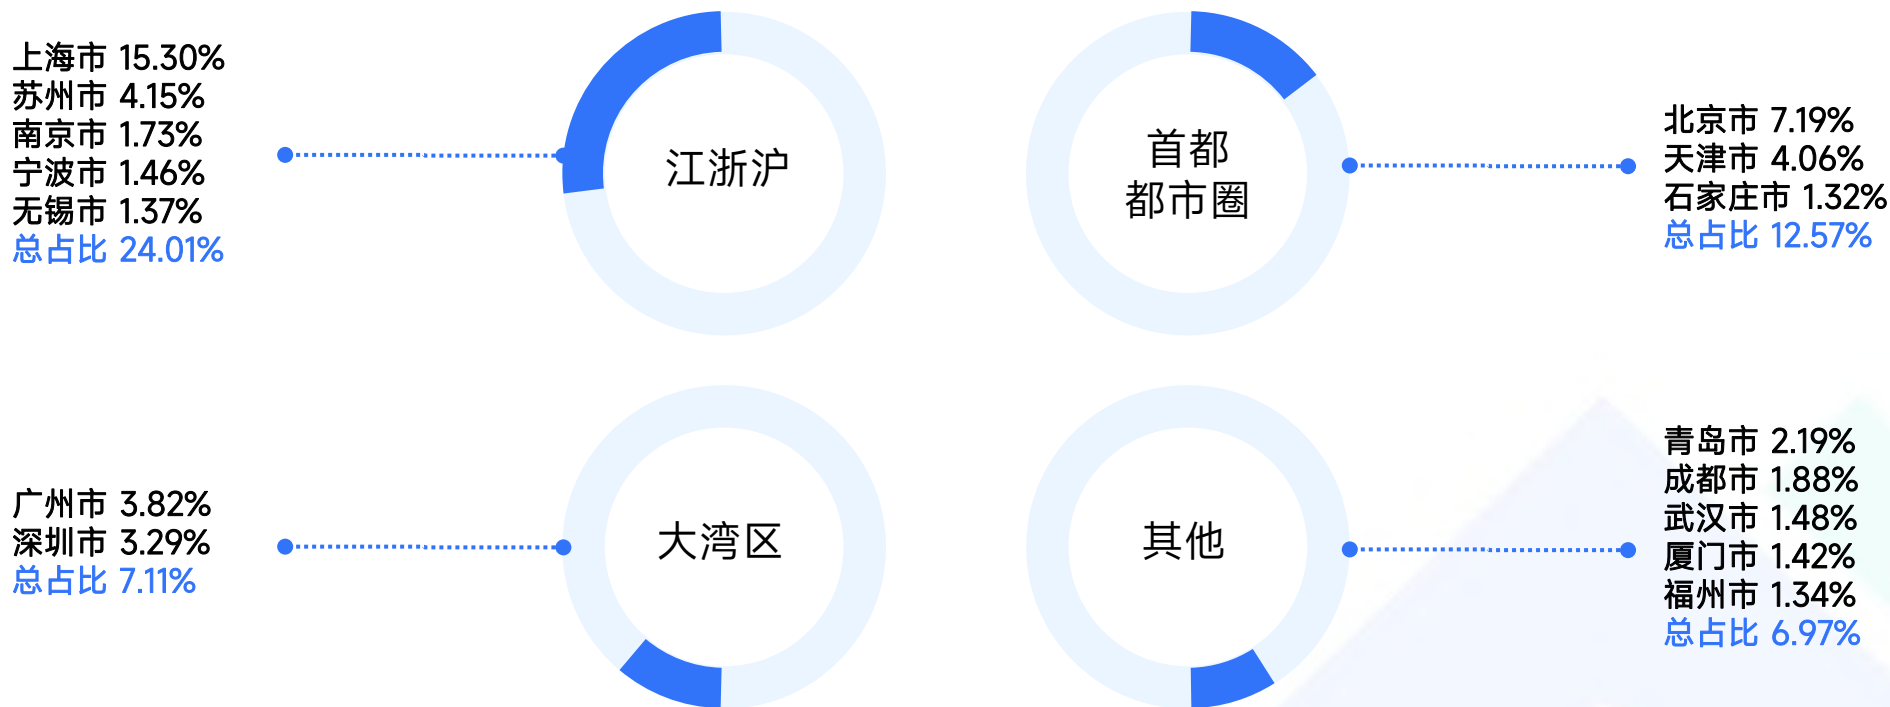 上海市 15.30%
苏州市 4.15%
南京市 1.73%
宁波市 1.46%
无锡市 1.37%
总占比 24.01%
江浙沪
首都
都市圈
北京市 7.19%
天津市 4.06%
石家庄市 1.32%
总占比 12.57%
广州市 3.82%
深圳市 3.29%
总占比 7.11%
大湾区
其他
青岛市 2.19%
成都市 1.88%
武汉市 1.48%
厦门市 1.42%
福州市 1.34%
总占比 6.97%